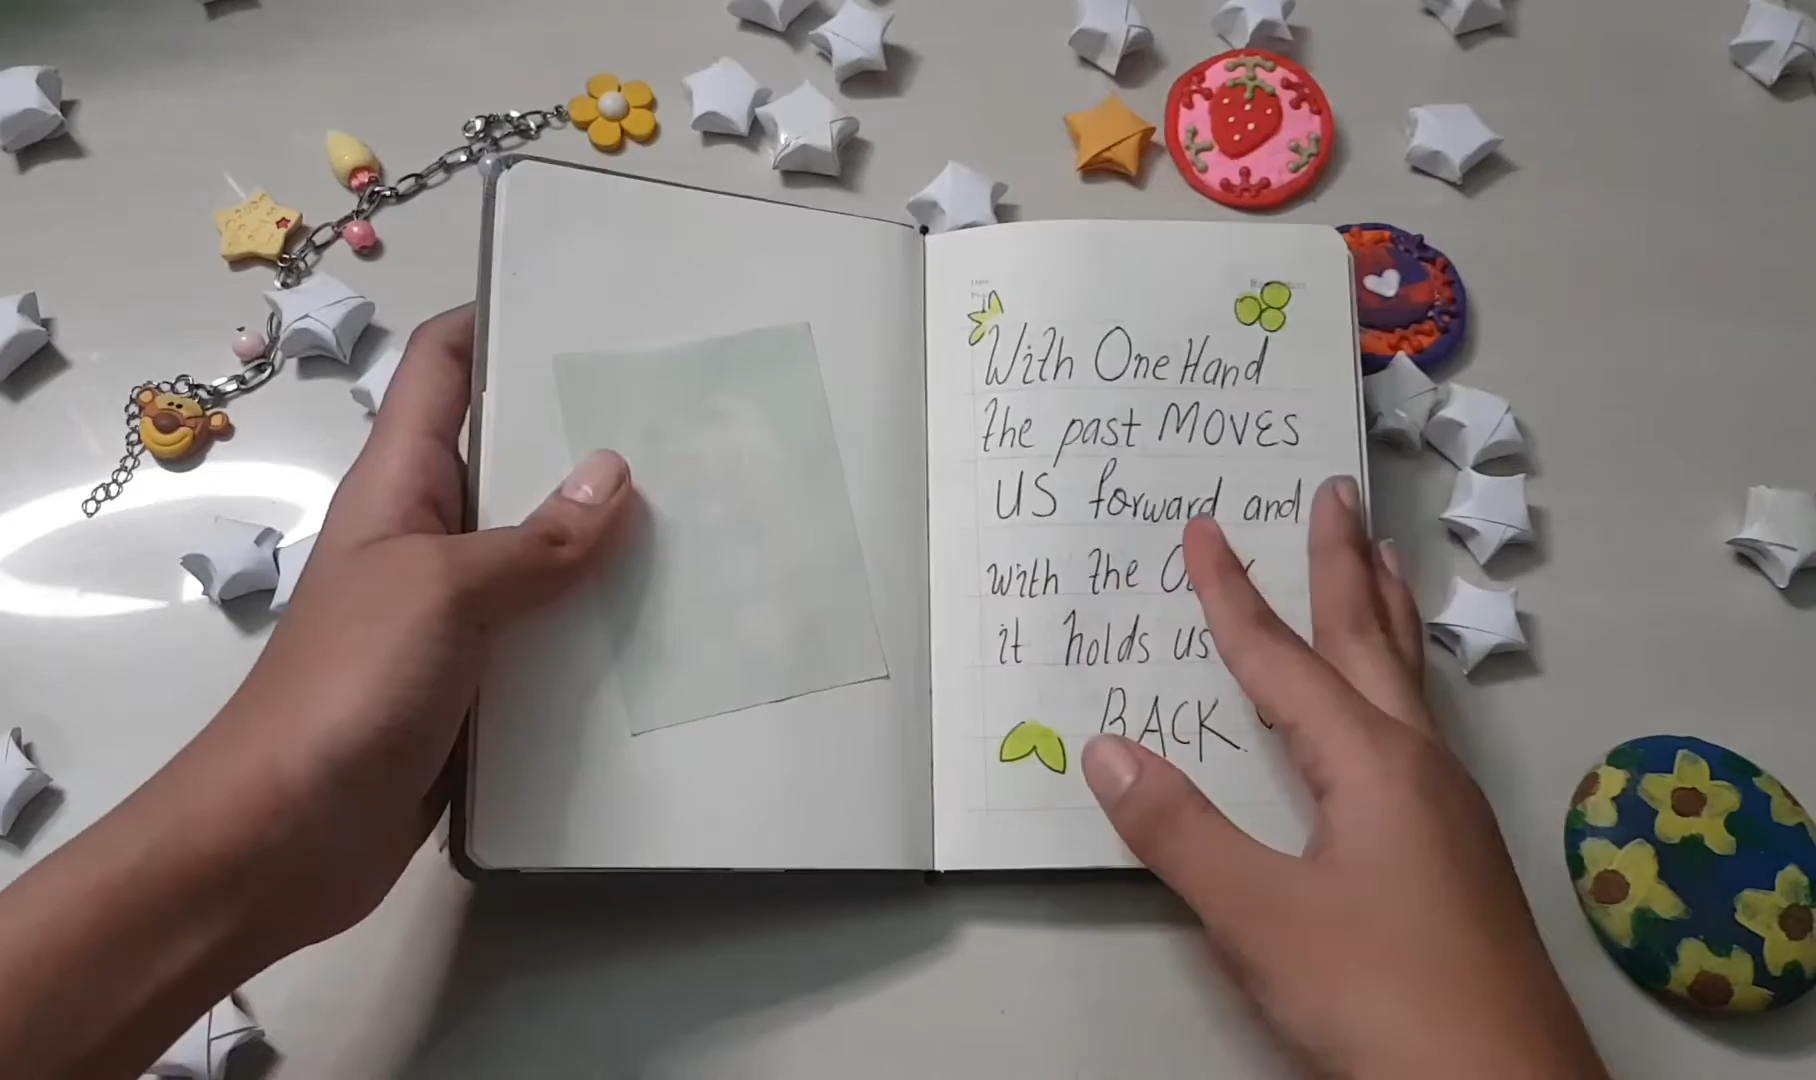 With One Hand
the past MOVES
US forward and
with the
it holds us
BACK.